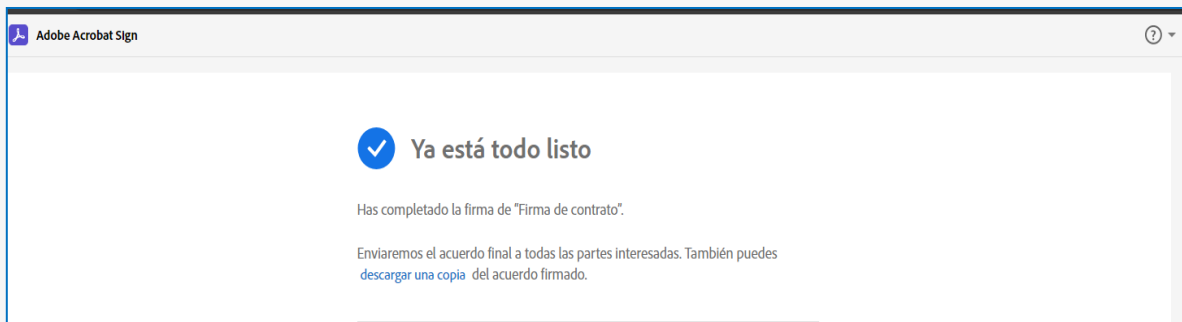 Adobe Acrobat Sign
?
Ya está todo listo
Has completado la firma de "Firma de contrato".
Enviaremos el acuerdo final a todas las partes interesadas. También puedes
descargar una copia del acuerdo firmado.